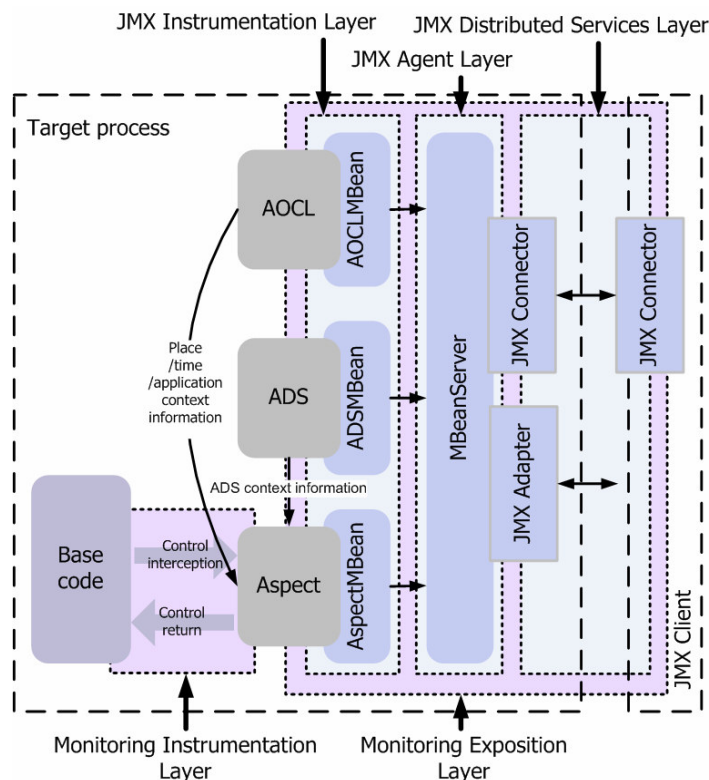 JMX Instrumentation Layer
JMX Distributed Services Layer
JMX Agent Layer
Target process
AOCL
AOCLMBean
MBeanServer
JMX Connector
JMX Connector
Place
/time
/application
context
information
ADS
ADSMBean
JMX Adapter
ADS context information
Base
code
Control
interception
Control
return
Aspect
AspectMBean
JMX Client
Monitoring Instrumentation
Layer
Monitoring Exposition
Layer